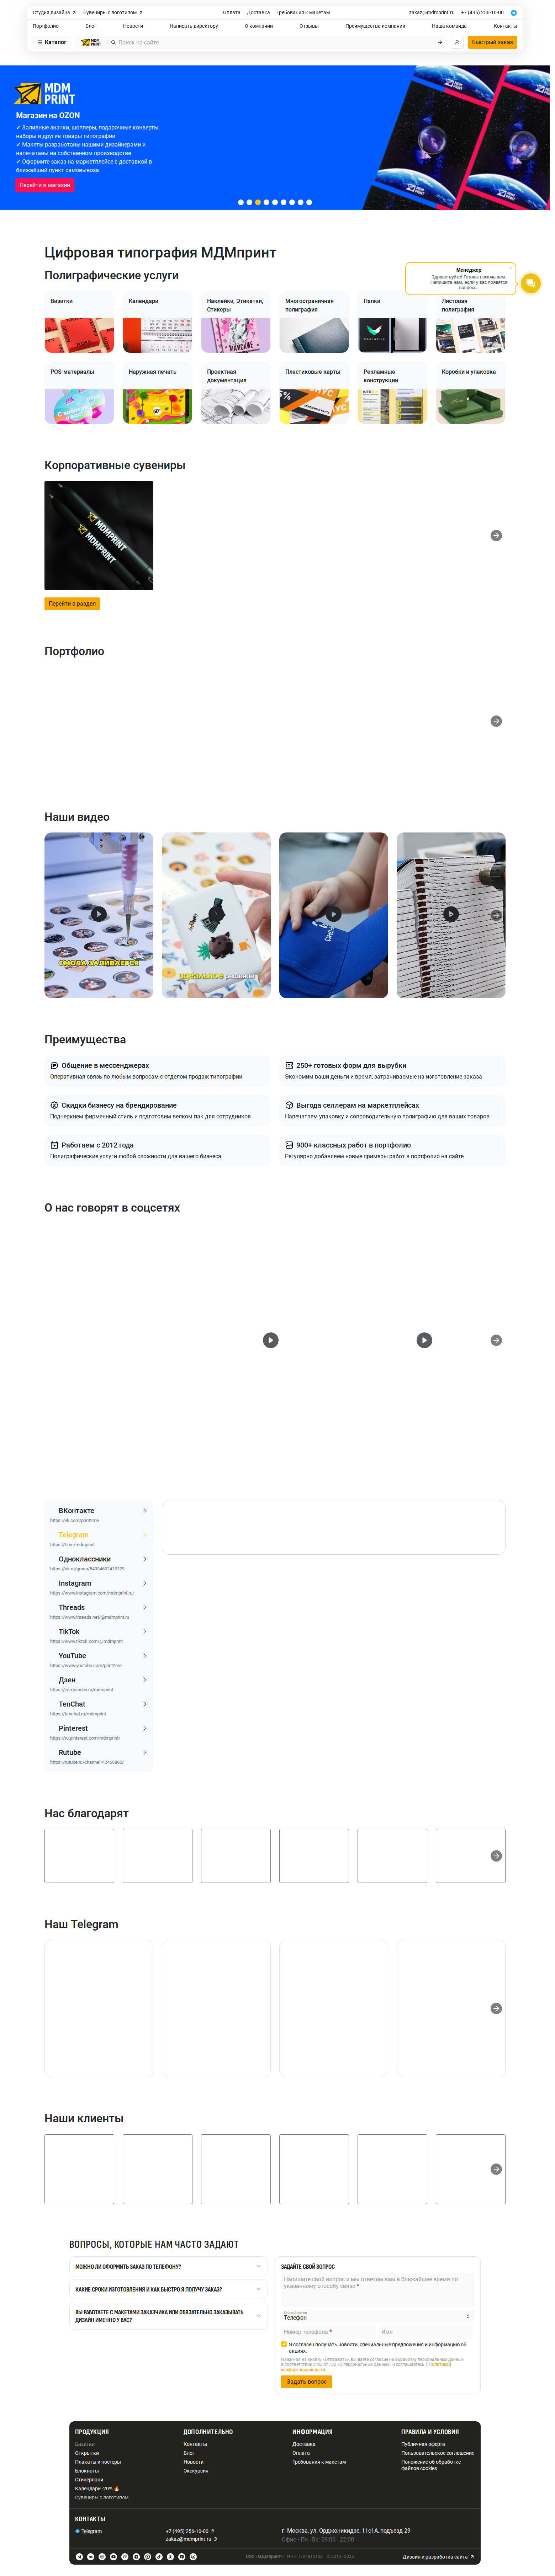 Студия дизайна
Сувениры с логотипом
Оплата
Доставка
Требования к макетам
zakaz@mdmprint.ru
+7 (495) 256-10-00
Портфолио
Блог
Новости
Написать директору
О компании
Отзывы
Преимущества компании
Наша команда
Контакты
Каталог
MDM PRINT
Поиск на сайте
Быстрый заказ
MDM
PRINT
Магазин на OZON
✓ Заливные значки, шопперы, подарочные конверты,
наборы и другие товары типографии
✓ Макеты разработаны нашими дизайнерами и
напечатаны на собственном производстве
✓ Оформите заказ на маркетплейсе с доставкой в
ближайший пункт самовывоза
Перейти в магазин
Цифровая типография МДМпринт
Полиграфические услуги
Менеджер
Здравствуйте! Готовы помочь вам.
Напишите нам, если у вас появятся
вопросы.
Визитки
Календари
Наклейки, Этикетки,
Стикеры
Многостраничная
полиграфия
Папки
Листовая
полиграфия
POS-материалы
Наружная печать
Проектная
документация
Пластиковые карты
Рекламные
конструкции
Коробки и упаковка
Корпоративные сувениры
MDMPRINT
MDMPRINT
Перейти в раздел
Портфолио
Наши видео
СМОЛА ЗАЛИВАЕТСЯ
ИДЕАЛЬНОЕ решение
Преимущества
Общение в мессенджерах
Оперативная связь по любым вопросам с отделом продаж типографии
250+ готовых форм для вырубки
Экономим ваши деньги и время, затрачиваемые на изготовление заказа
Скидки бизнесу на брендирование
Подчеркнем фирменный стиль и подготовим велком пак для сотрудников
Выгода селлерам на маркетплейсах
Напечатаем упаковку и сопроводительную полиграфию для ваших товаров
Работаем с 2012 года
Полиграфические услуги любой сложности для вашего бизнеса
900+ классных работ в портфолио
Регулярно добавляем новые примеры работ в портфолио на сайте
О нас говорят в соцсетях
ВКонтакте
https://vk.com/print2me
Telegram
https://t.me/mdmprint
Одноклассники
https://ok.ru/group/54034602412229
Instagram
https://www.instagram.com/mdmprint.ru/
Threads
https://www.threads.net/@mdmprint.ru
TikTok
https://www.tiktok.com/@mdmprint
YouTube
https://www.youtube.com/print2me
Дзен
https://zen.yandex.ru/mdmprint
TenChat
https://tenchat.ru/mdmprint
Pinterest
https://ru.pinterest.com/mdmprint/
Rutube
https://rutube.ru/channel/42465860/
Нас благодарят
Наш Telegram
Наши клиенты
ВОПРОСЫ, КОТОРЫЕ НАМ ЧАСТО ЗАДАЮТ
МОЖНО ЛИ ОФОРМИТЬ ЗАКАЗ ПО ТЕЛЕФОНУ?
КАКИЕ СРОКИ ИЗГОТОВЛЕНИЯ И КАК БЫСТРО Я ПОЛУЧУ ЗАКАЗ?
ВЫ РАБОТАЕТЕ С МАКЕТАМИ ЗАКАЗЧИКА ИЛИ ОБЯЗАТЕЛЬНО ЗАКАЗЫВАТЬ
ДИЗАЙН ИМЕННО У ВАС?
ЗАДАЙТЕ СВОЙ ВОПРОС
Напишите свой вопрос и мы ответим вам в ближайшее время по
указанному способу связи *
Способ связи
Телефон
Номер телефона *
Имя
Я согласен получать новости, специальные предложения и информацию об
акциях.
Нажимая на кнопку «Отправить», вы даёте согласие на обработку персональных данных
в соответствии с ФЗ № 152 «О персональных данных» и соглашаетесь с Политикой
конфиденциальности
Задать вопрос
ПРОДУКЦИЯ
Визитки
Открытки
Плакаты и постеры
Блокноты
Стикерпаки
Календари -20% 🔥
Сувениры с логотипом
ДОПОЛНИТЕЛЬНО
Контакты
Блог
Новости
Экскурсия
ИНФОРМАЦИЯ
Доставка
Оплата
Требования к макетам
ПРАВИЛА И УСЛОВИЯ
Публичная оферта
Пользовательское соглашение
Положение об обработке
файлов cookies
КОНТАКТЫ
Telegram
+7 (495) 256-10-00
zakaz@mdmprint.ru
г. Москва, ул. Орджоникидзе, 11с1А, подъезд 29
Офис - Пн - Вс: 09:00 - 22:00
ООО «МДМпринт»
© 2012–2025
Дизайн и разработка сайта